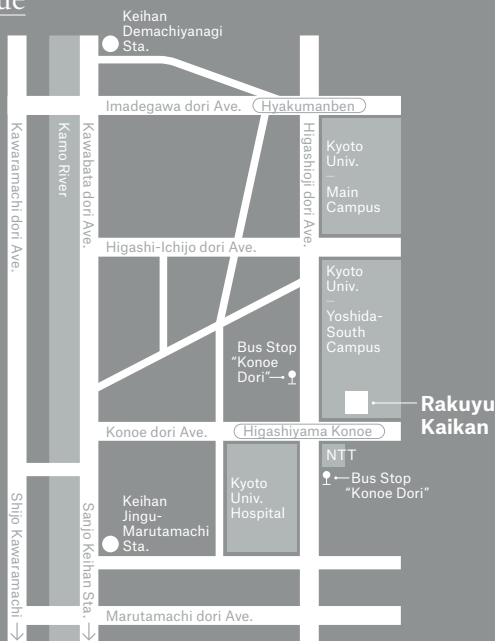 ue
Keihan
Demachiyanagi
Sta.
Imadegawa dori Ave.
Hyakumanben
Kawaramachi dori Ave.
Kamo River
Kawabata dori Ave.
Higashioji dori Ave.
Kyoto
Univ.
—
Main
Campus
Higashi-Ichijo dori Ave.
Kyoto
Univ.
—
Yoshida-
South
Campus
Bus Stop
“Konoe
Dori”
Rakuyu
Kaikan
Konoe dori Ave.
Higashiyama Konoe
NTT
Bus Stop
“Konoe Dori”
Kyoto
Univ.
Hospital
Keihan
Jingu-
Marutamachi
Sta.
Shijo Kawaramachi
Sanjo Keihan Sta.
Marutamachi dori Ave.